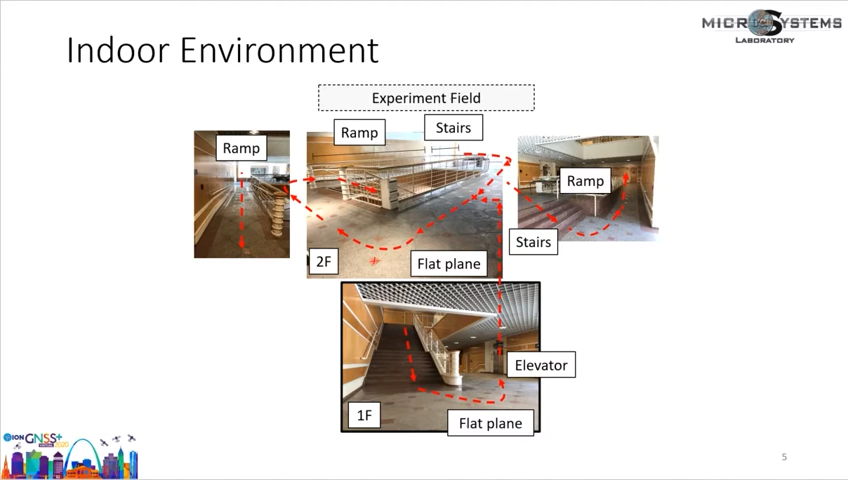 MICROSYSTEMS
LABORATORY
Indoor Environment
Experiment Field
Ramp
Ramp
Stairs
Ramp
Stairs
2F
Flat plane
Elevator
1F
Flat plane
ION GNSS+
2020
5